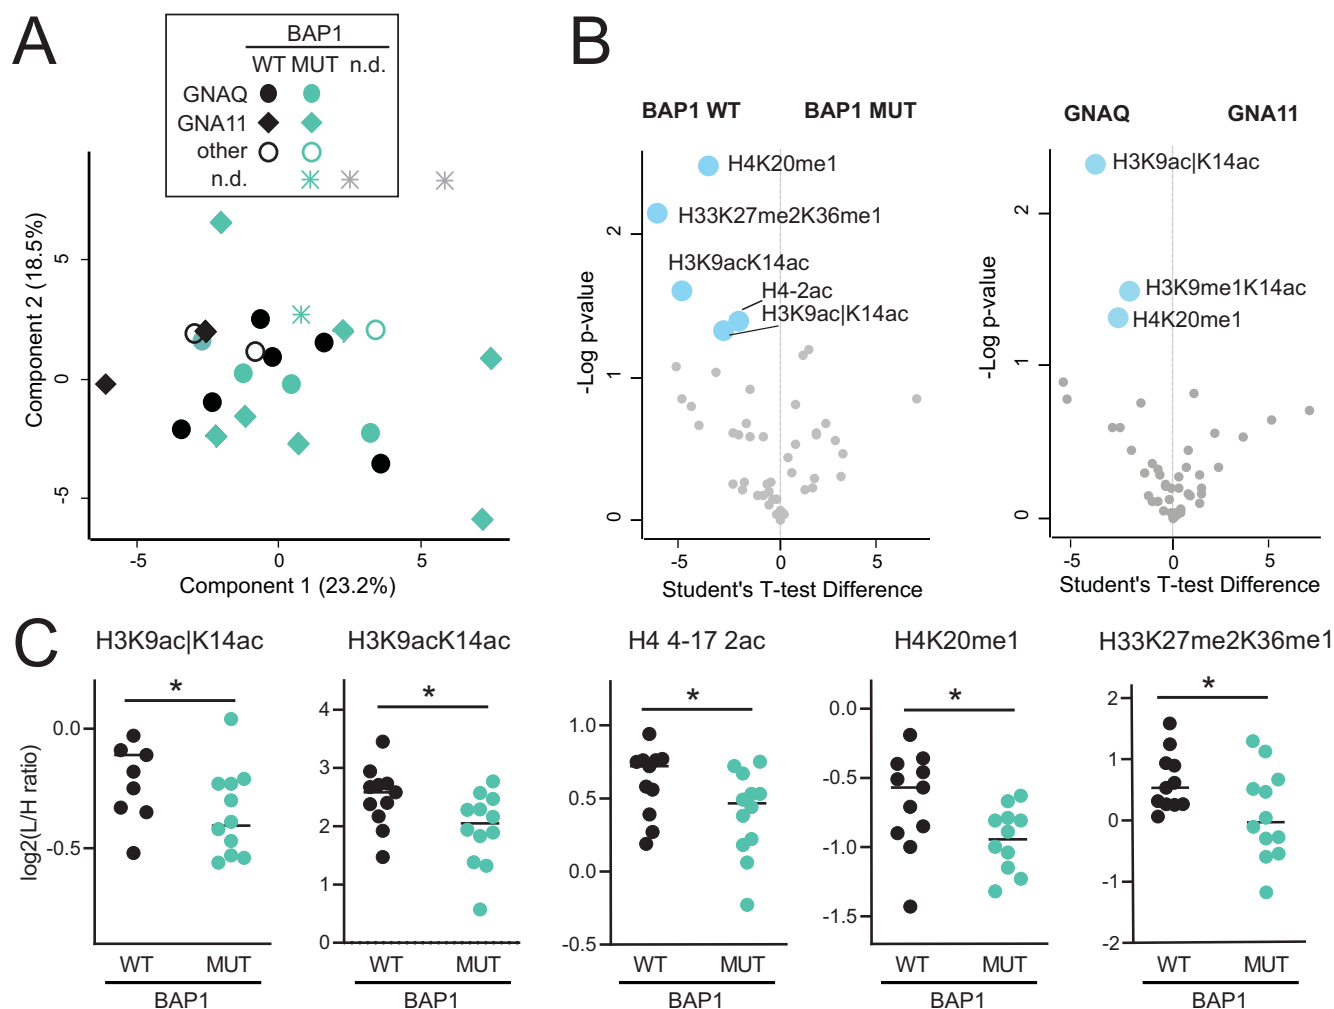 A
BAP1
WT MUT n.d.
GNAQ
GNA11
other
n.d.
Component 2 (18.5%)
5
0
-5
-5 0 5
Component 1 (23.2%)
B
BAP1 WT BAP1 MUT
H4K20me1
H33K27me2K36me1
H3K9acK14ac
H4-2ac
H3K9ac|K14ac
-Log p-value
2
1
0
-5 0 5
Student's T-test Difference
GNAQ GNA11
H3K9ac|K14ac
H3K9me1K14ac
H4K20me1
-Log p-value
2
1
0
-5 0 5
Student's T-test Difference
C
H3K9ac|K14ac
*
log2(L/H ratio)
0.0
-0.5
WT MUT
BAP1
H3K9acK14ac
*
4
3
2
1
0
WT MUT
BAP1
H4 4-17 2ac
*
1.0
0.5
0.0
-0.5
WT MUT
BAP1
H4K20me1
*
0.0
-0.5
-1.0
-1.5
WT MUT
BAP1
H33K27me2K36me1
*
2
1
0
-1
-2
WT MUT
BAP1